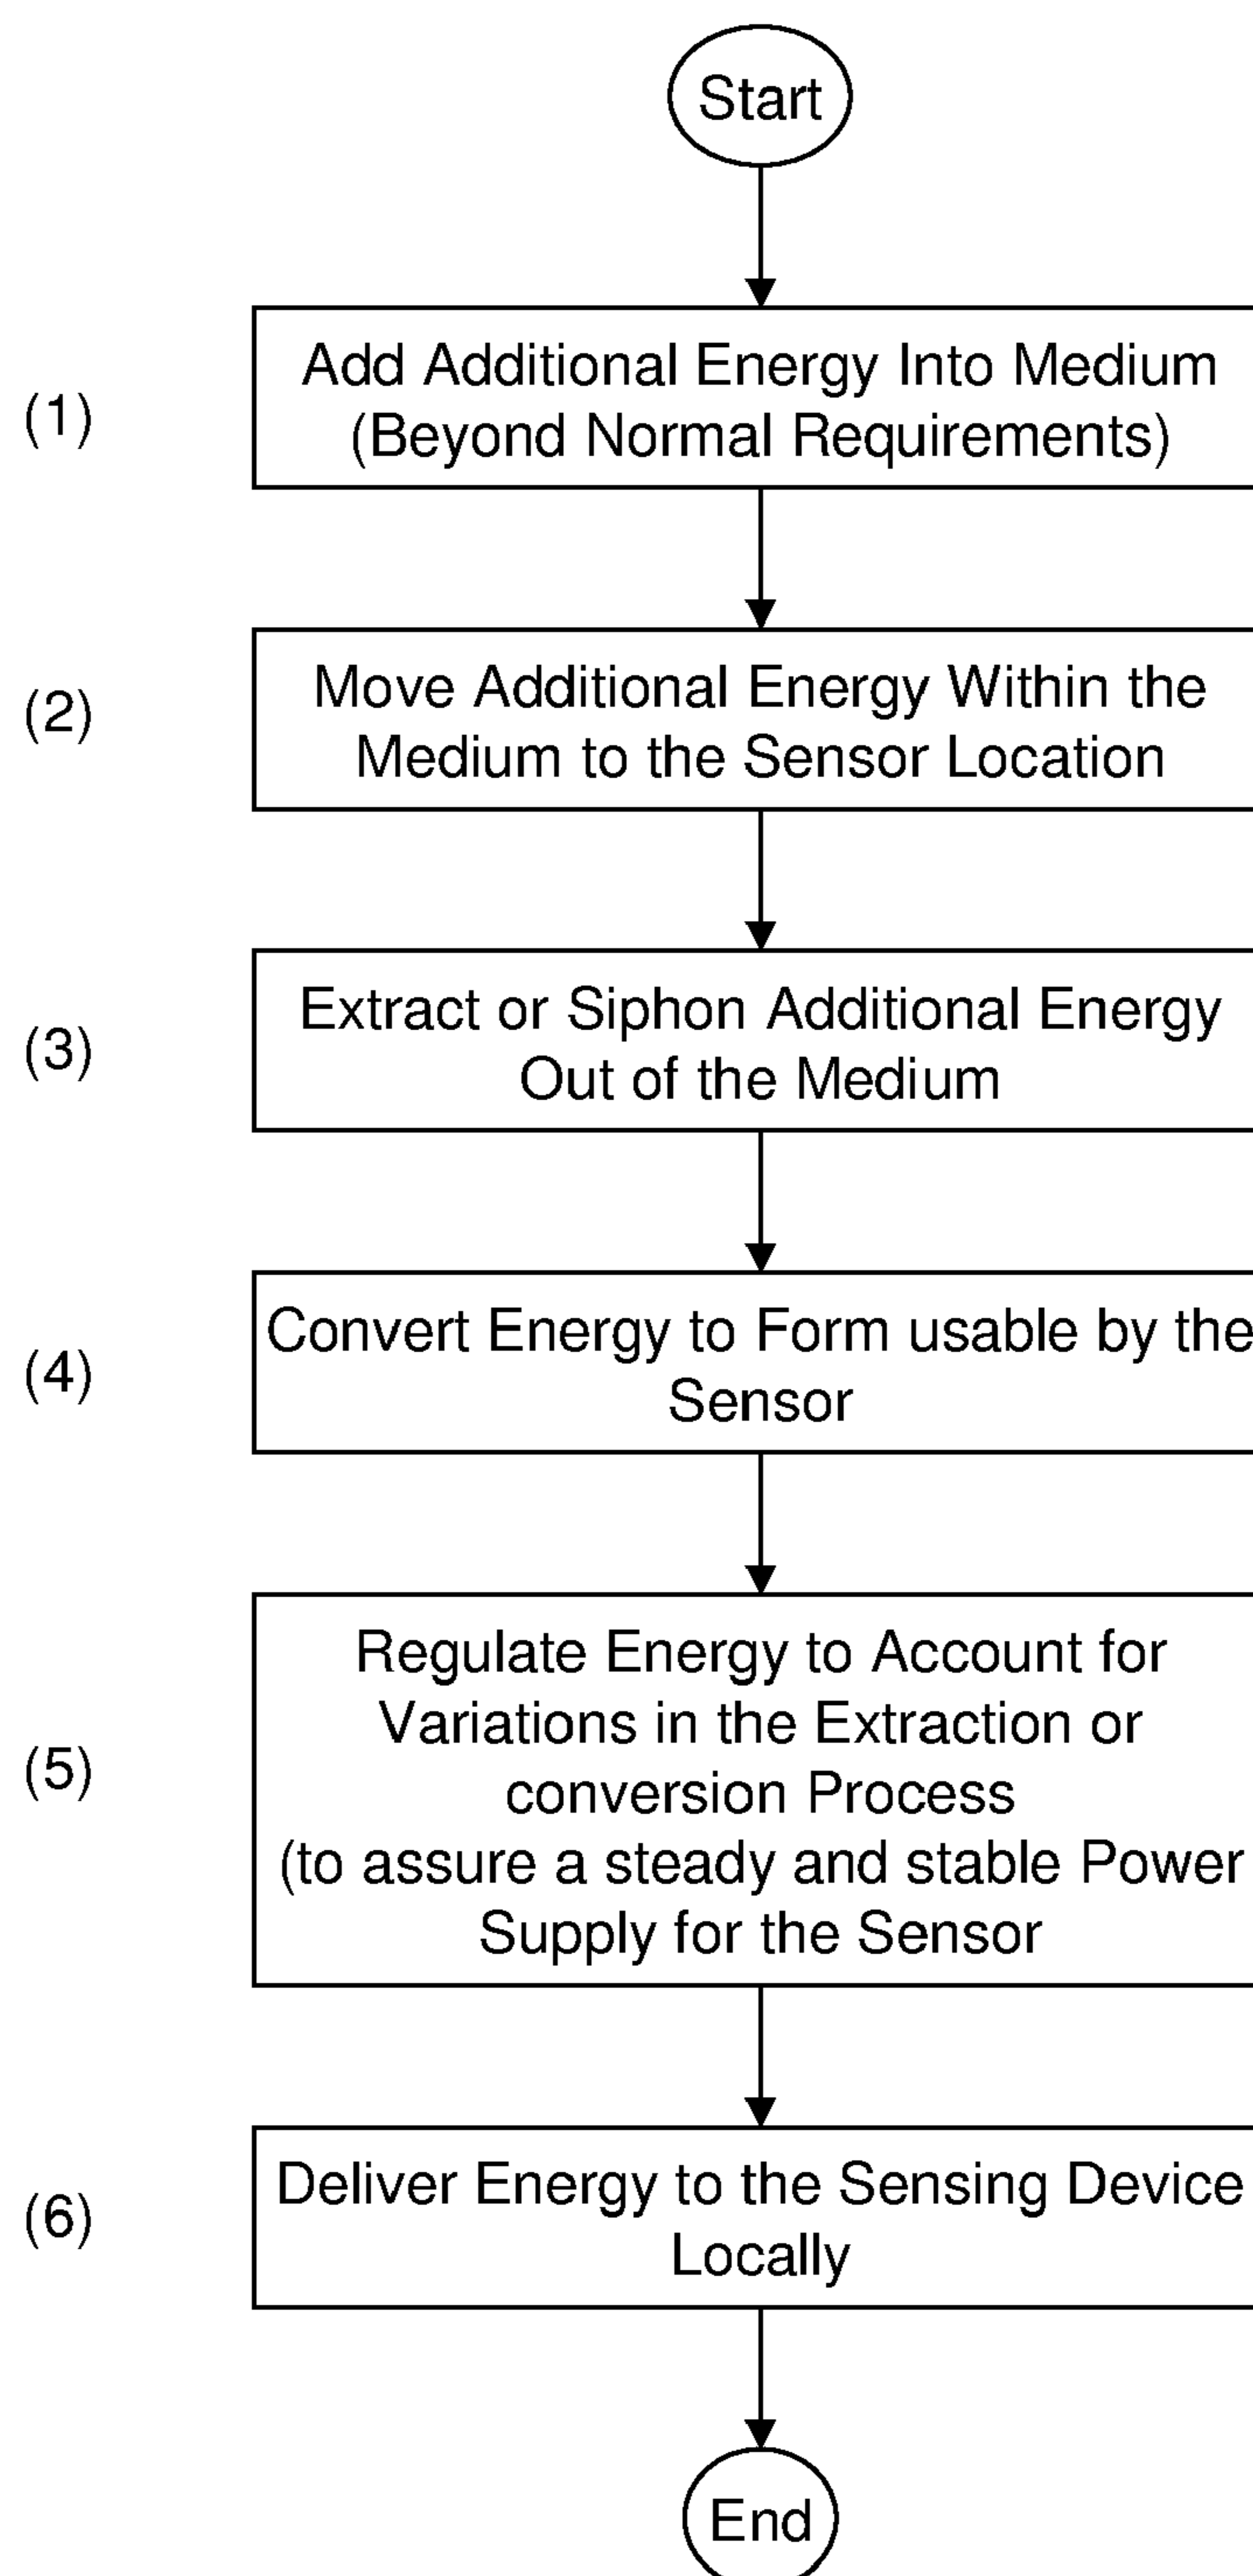 Start
(1)
Add Additional Energy Into Medium
(Beyond Normal Requirements)
(2)
Move Additional Energy Within the
Medium to the Sensor Location
(3)
Extract or Siphon Additional Energy
Out of the Medium
(4)
Convert Energy to Form usable by the
Sensor
(5)
Regulate Energy to Account for
Variations in the Extraction or
conversion Process
(to assure a steady and stable Power
Supply for the Sensor
(6)
Deliver Energy to the Sensing Device
Locally
End